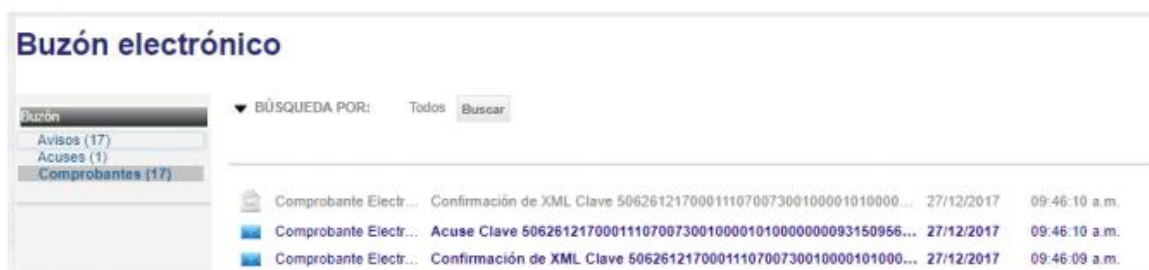 Buzón electrónico
Buzón
Avisos (17)
Acuses (1)
Comprobantes (17)
BÚSQUEDA POR: Todos Buscar
Comprobante Electr... Confirmación de XML Clave 50626121700011107007300100001010000... 27/12/2017 09:46:10 a.m.
Comprobante Electr... Acuse Clave 50626121700011107007300100001010000000093150956... 27/12/2017 09:46:10 a.m.
Comprobante Electr... Confirmación de XML Clave 5062612170001110700730010000101000... 27/12/2017 09:46:09 a.m.